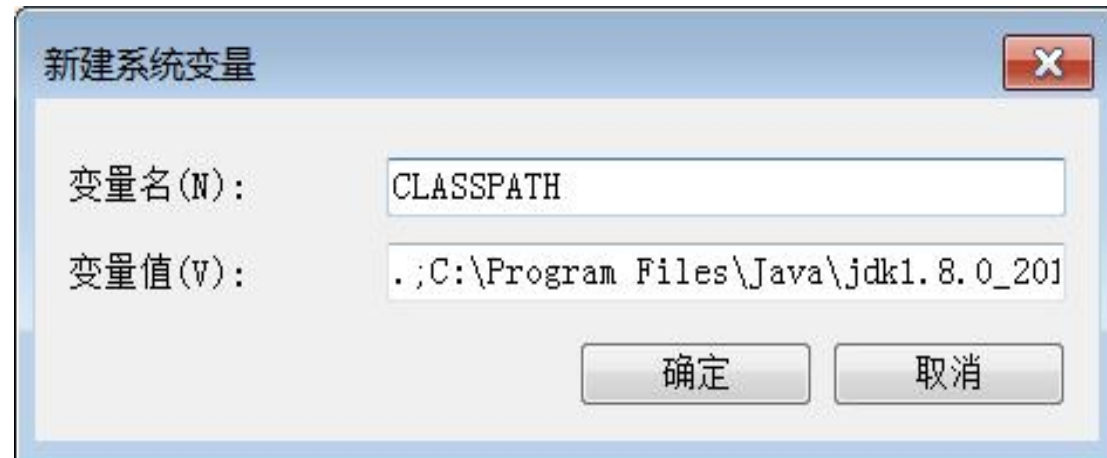 新建系统变量
变量名(N):
CLASSPATH
变量值(V):
.;C:\Program Files\Java\jdk1.8.0_201
确定
取消